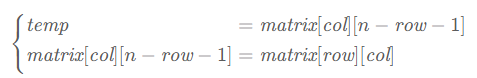 temp = matrix[col][n − row − 1]
matrix[col][n − row − 1] = matrix[row][col]